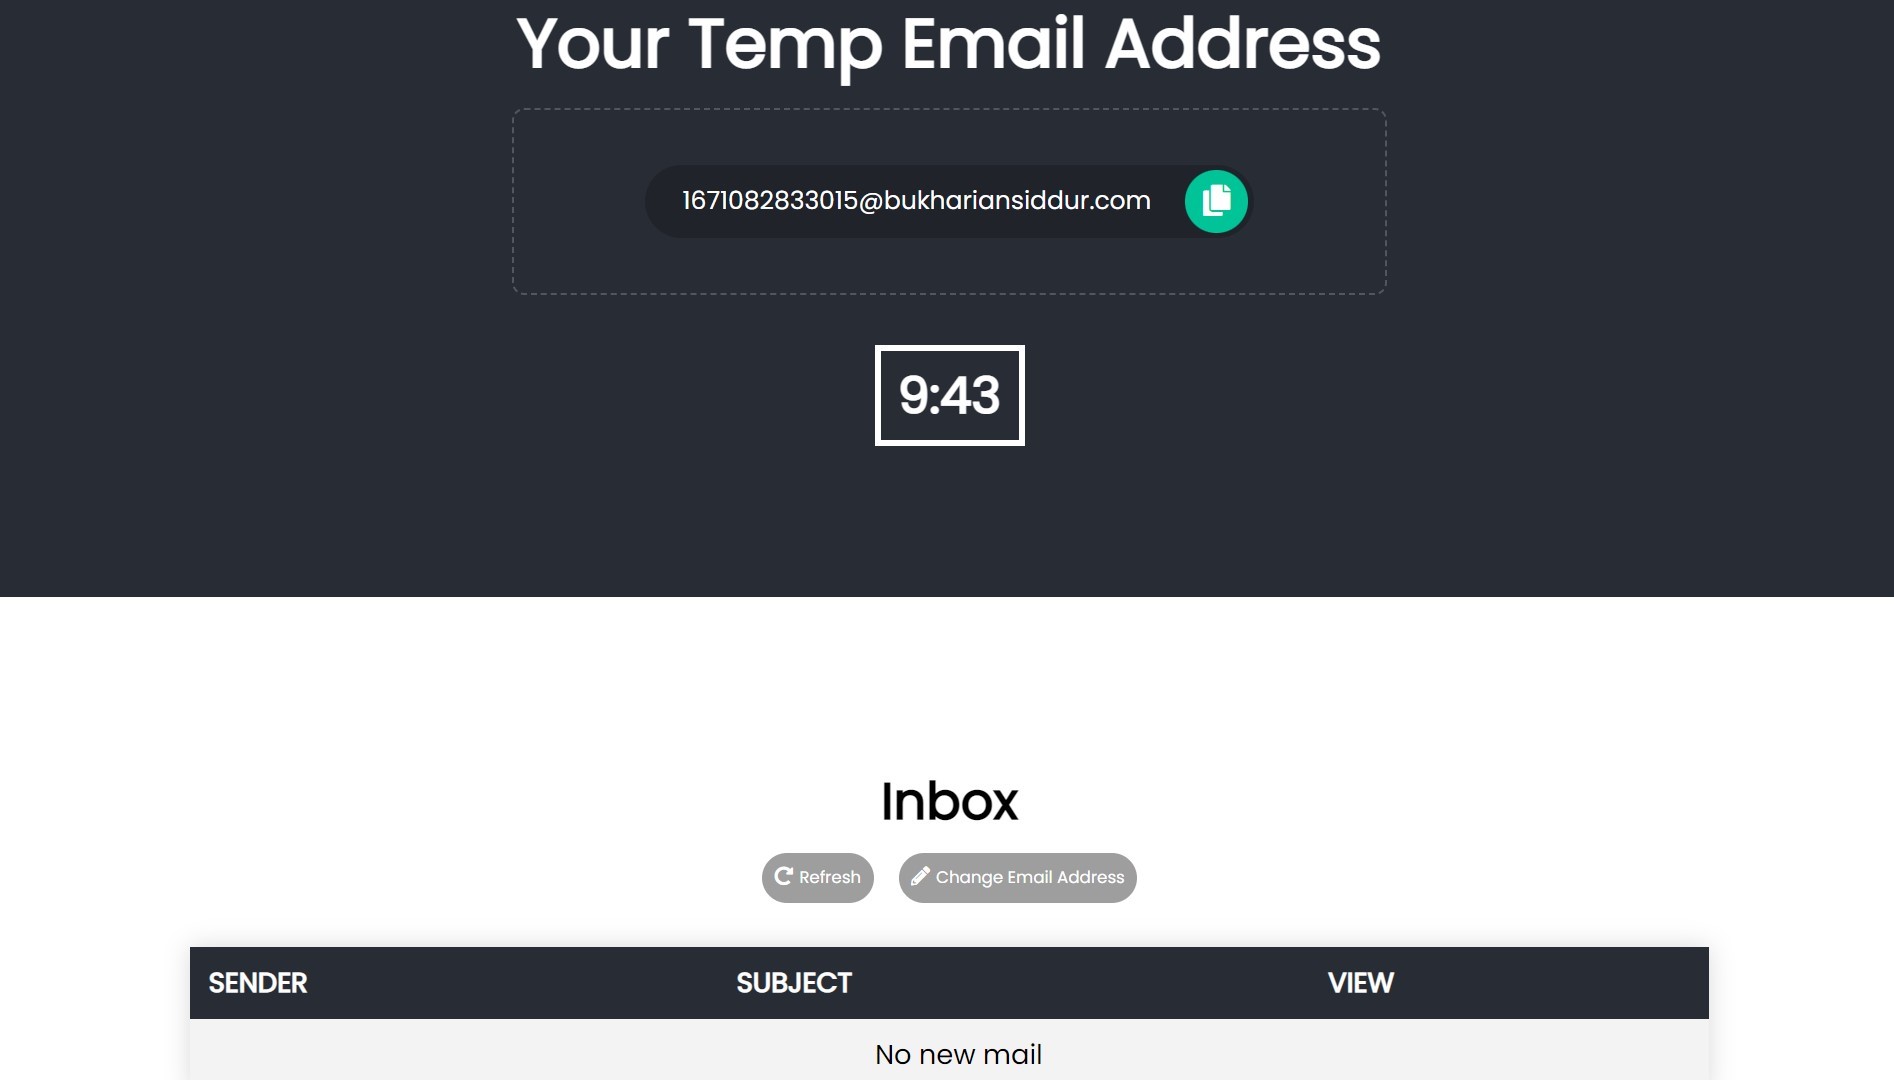 Your Temp Email Address
1671082833015@bukhariansiddur.com
9:43
Inbox
Refresh Change Email Address
SENDER SUBJECT VIEW
No new mail